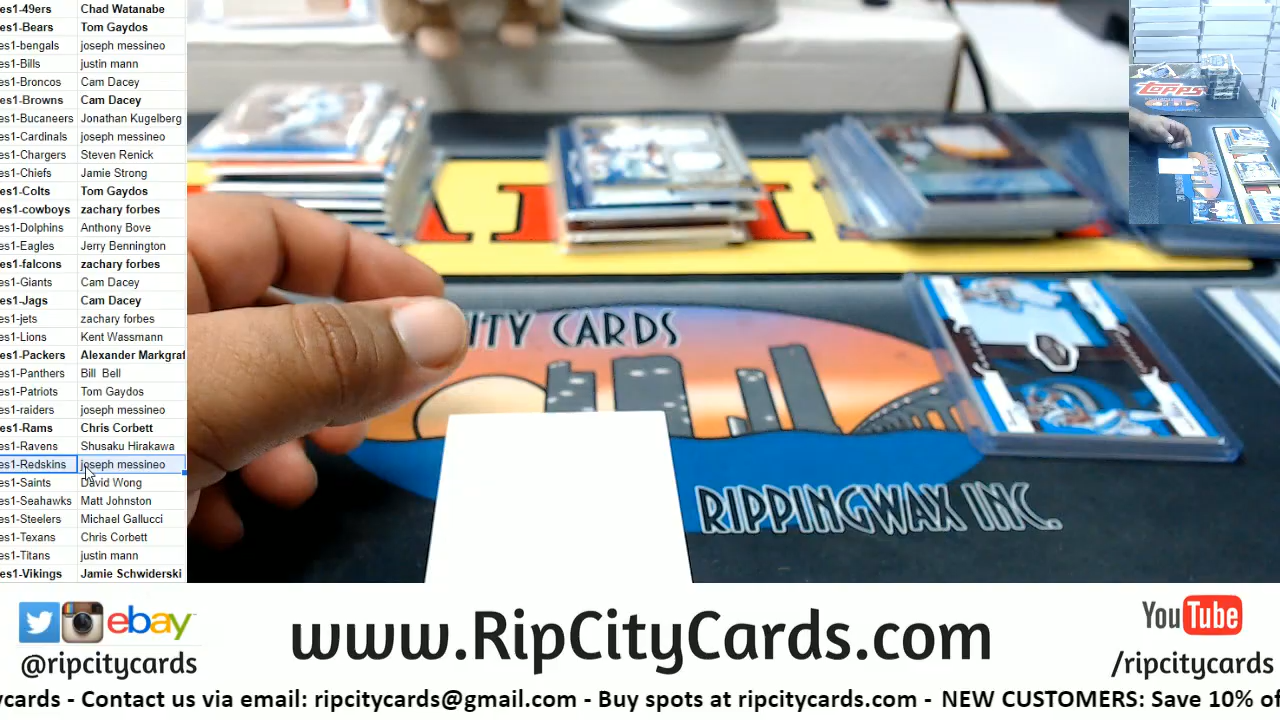 es1-49ers Chad Watanabe
es1-Bears Tom Gaydos
es1-bengals joseph messineo
es1-Bills justin mann
es1-Broncos Cam Dacey
es1-Browns Cam Dacey
es1-Bucaneers Jonathan Kugelberg
es1-Cardinals joseph messineo
es1-Chargers Steven Renick
es1-Chiefs Jamie Strong
es1-Colts Tom Gaydos
es1-cowboys zachary forbes
es1-Dolphins Anthony Bove
es1-Eagles Jerry Bennington
es1-falcons zachary forbes
es1-Giants Cam Dacey
es1-Jags Cam Dacey
es1-jets zachary forbes
es1-Lions Kent Wassmann
es1-Packers Alexander Markgraf
es1-Panthers Bill Bell
es1-Patriots Tom Gaydos
es1-raiders joseph messineo
es1-Rams Chris Corbett
es1-Ravens Shusaku Hirakawa
es1-Redskins joseph messineo
es1-Saints David Wong
es1-Seahawks Matt Johnston
es1-Steelers Michael Gallucci
es1-Texans Chris Corbett
es1-Titans justin mann
es1-Vikings Jamie Schwiderski
CITY CARDS
RIPPINGWAX INC.
TOPPS
ebay
@ripcitycards
www.RipCityCards.com
YouTube
/ripcitycards
ycards - Contact us via email: ripcitycards@gmail.com - Buy spots at ripcitycards.com - NEW CUSTOMERS: Save 10% of